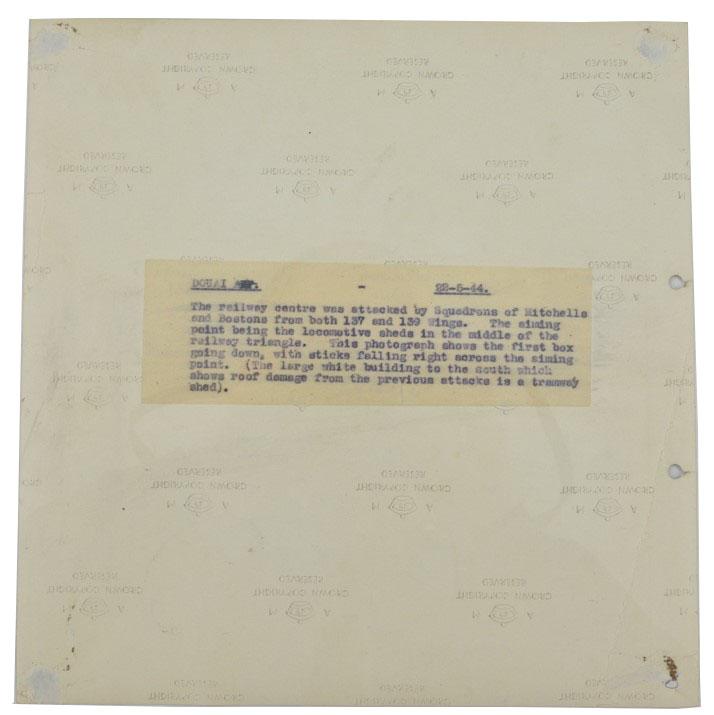 DOUAI - 22-5-44.
The railway centre was attacked by Squadrons of Mitchells
and Bostons from both 137 and 139 Wings. The aiming
point being the locomotive sheds in the middle of the
railway triangle. This photograph shows the first box
going down, with sticks falling right across the aiming
point. (The large white building to the south which
shows roof damage from the previous attacks is a tramway
shed).
CROWN COPYRIGHT
RESERVED
A M